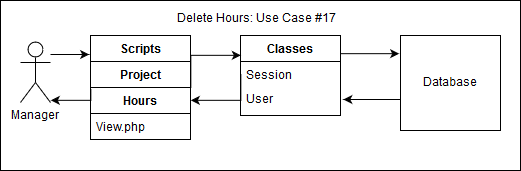 Delete Hours: Use Case #17
Manager
Scripts
Project
Hours
View.php
Classes
Session
User
Database